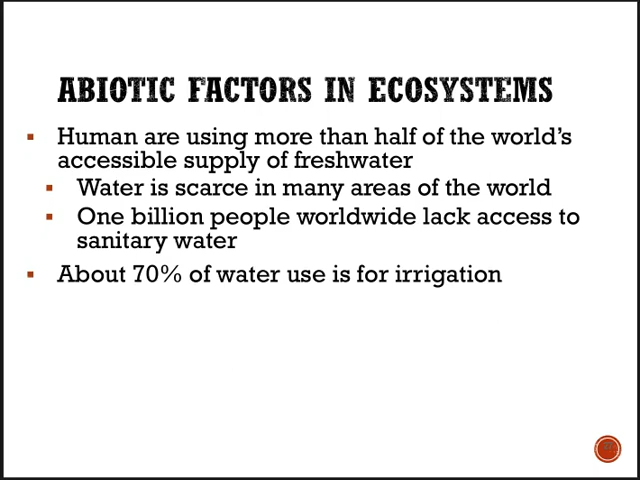 ABIOTIC FACTORS IN ECOSYSTEMS
▪ Human are using more than half of the world's
accessible supply of freshwater
▪ Water is scarce in many areas of the world
▪ One billion people worldwide lack access to
sanitary water
▪ About 70% of water use is for irrigation